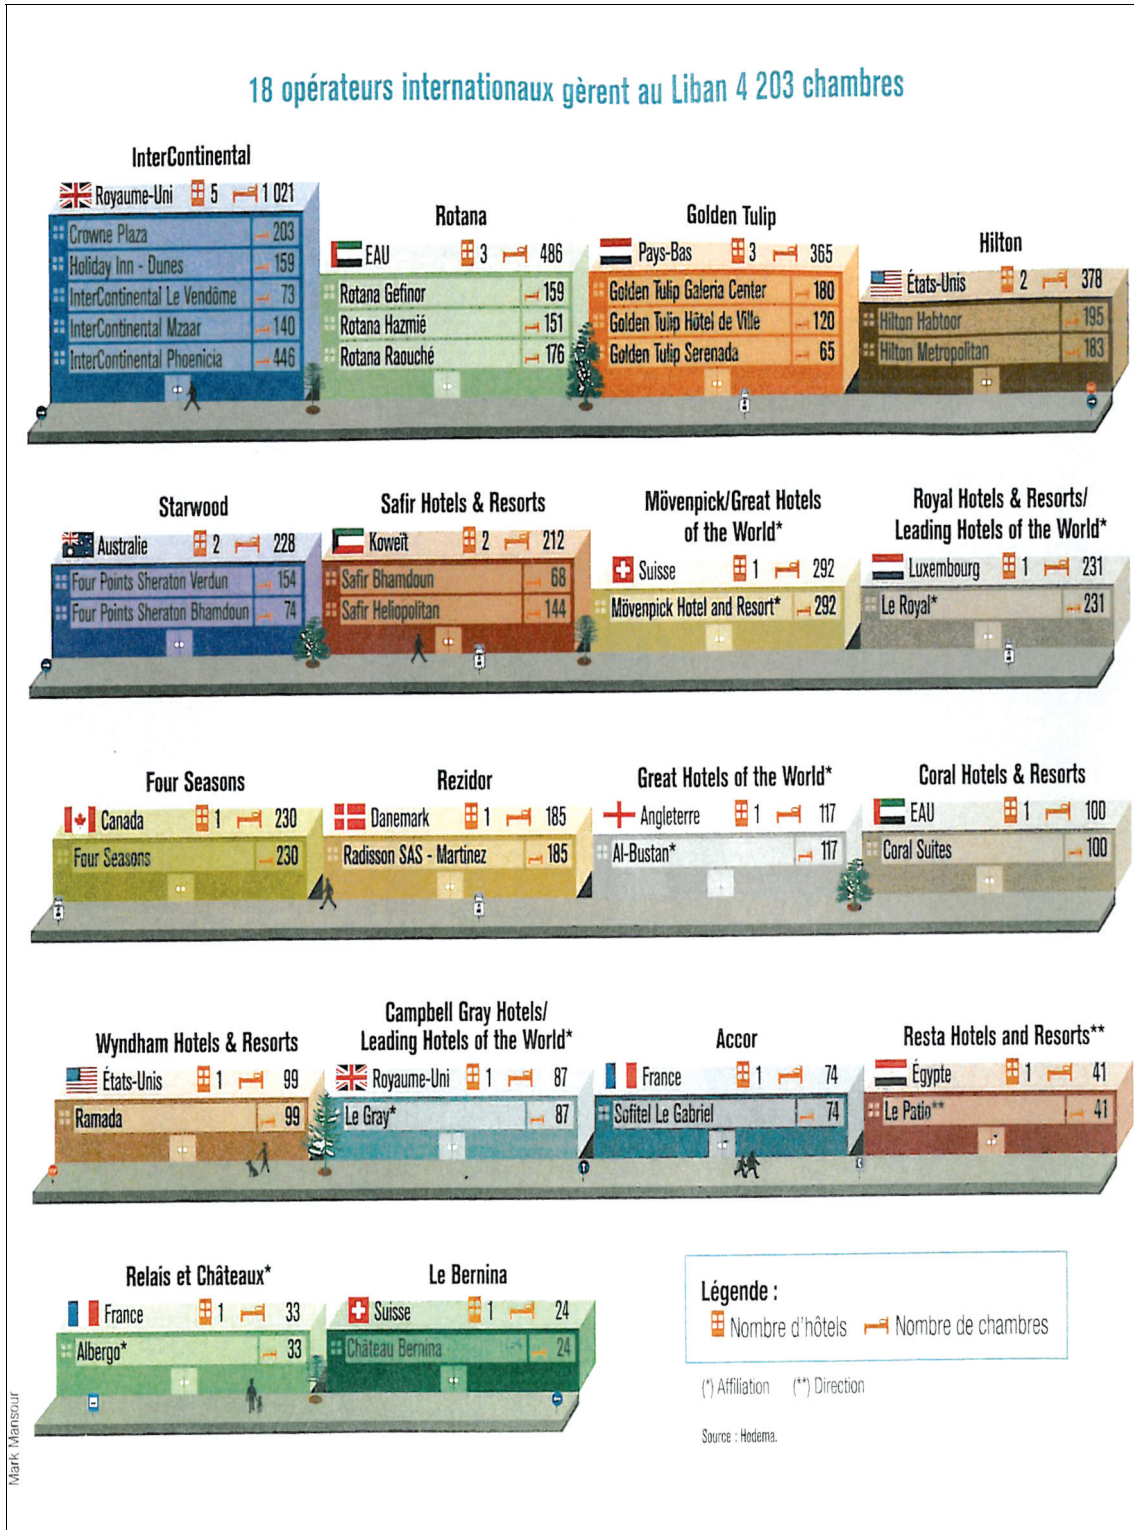 18 opérateurs internationaux gèrent au Liban 4 203 chambres
InterContinental
Royaume-Uni 5 1 021
Crowne Plaza 203
Holiday Inn - Dunes 159
InterContinental Le Vendôme 73
InterContinental Mzaar 140
InterContinental Phoenicia 446
Rotana
EAU 3 486
Rotana Gefinor 159
Rotana Hazmié 151
Rotana Raouché 176
Golden Tulip
Pays-Bas 3 365
Golden Tulip Galeria Center 180
Golden Tulip Hôtel de Ville 120
Golden Tulip Serenada 65
Hilton
États-Unis 2 378
Hilton Habtoor 195
Hilton Metropolitan 183
Starwood
Australie 2 228
Four Points Sheraton Verdun 154
Four Points Sheraton Bhamdoun 74
Safir Hotels & Resorts
Koweït 2 212
Safir Bhamdoun 68
Safir Heliopolitan 144
Mövenpick/Great Hotels
of the World*
Suisse 1 292
Mövenpick Hotel and Resort* 292
Royal Hotels & Resorts/
Leading Hotels of the World*
Luxembourg 1 231
Le Royal* 231
Four Seasons
Canada 1 230
Four Seasons 230
Rezidor
Danemark 1 185
Radisson SAS - Martinez 185
Great Hotels of the World*
Angleterre 1 117
Al-Bustan* 117
Coral Hotels & Resorts
EAU 1 100
Coral Suites 100
Wyndham Hotels & Resorts
États-Unis 1 99
Ramada 99
Campbell Gray Hotels/
Leading Hotels of the World*
Royaume-Uni 1 87
Le Gray* 87
Accor
France 1 74
Sofitel Le Gabriel 74
Resta Hotels and Resorts**
Égypte 1 41
Le Patio** 41
Relais et Châteaux*
France 1 33
Albergo* 33
Le Bernina
Suisse 1 24
Château Bernina 24
Légende :
Nombre d'hôtels Nombre de chambres
(*) Affiliation (**) Direction
Source : Hodema.
Mark Mansour